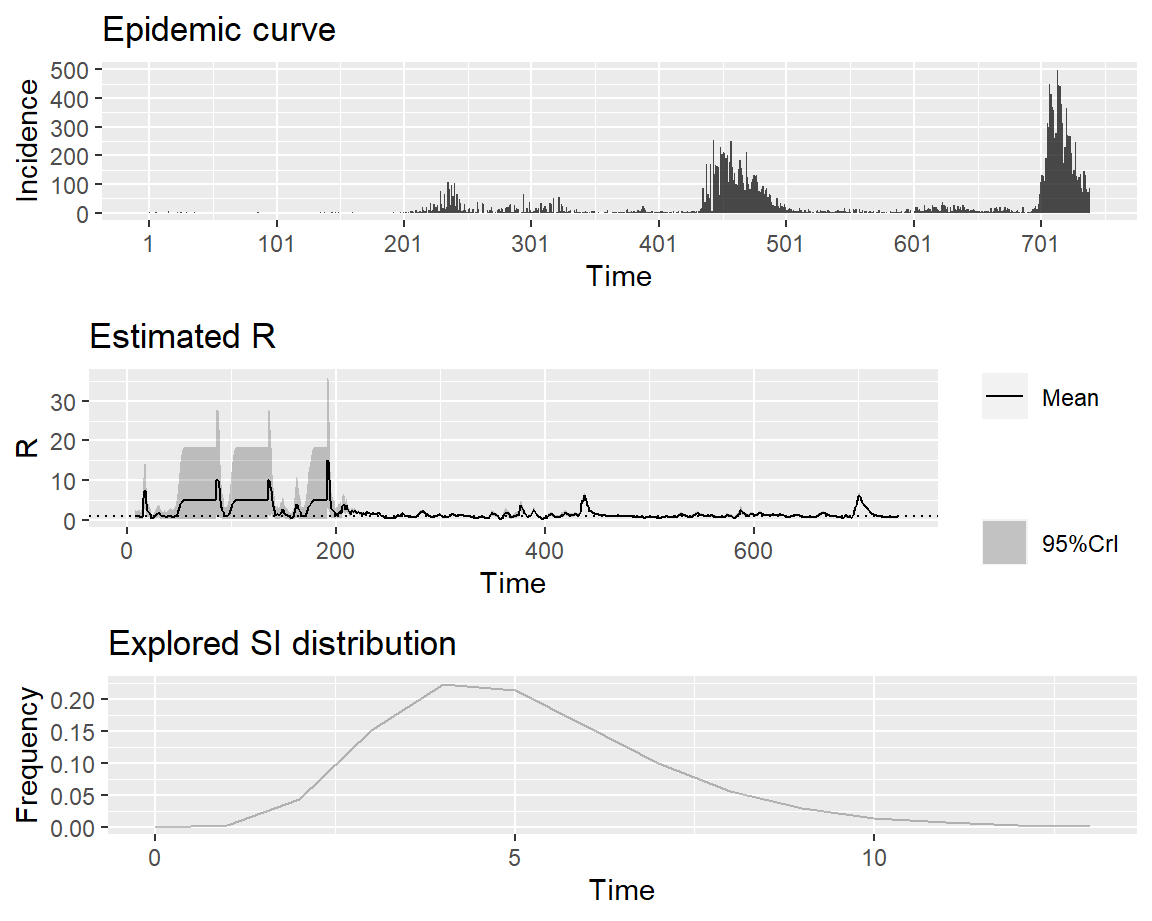 Epidemic curve
Incidence
500
400
300
200
100
0
1 101 201 301 401 501 601 701
Time
Estimated R
R
30
20
10
0
0 200 400 600
Time
Mean
95%CrI
Explored SI distribution
Frequency
0.20
0.15
0.10
0.05
0.00
0 5 10
Time